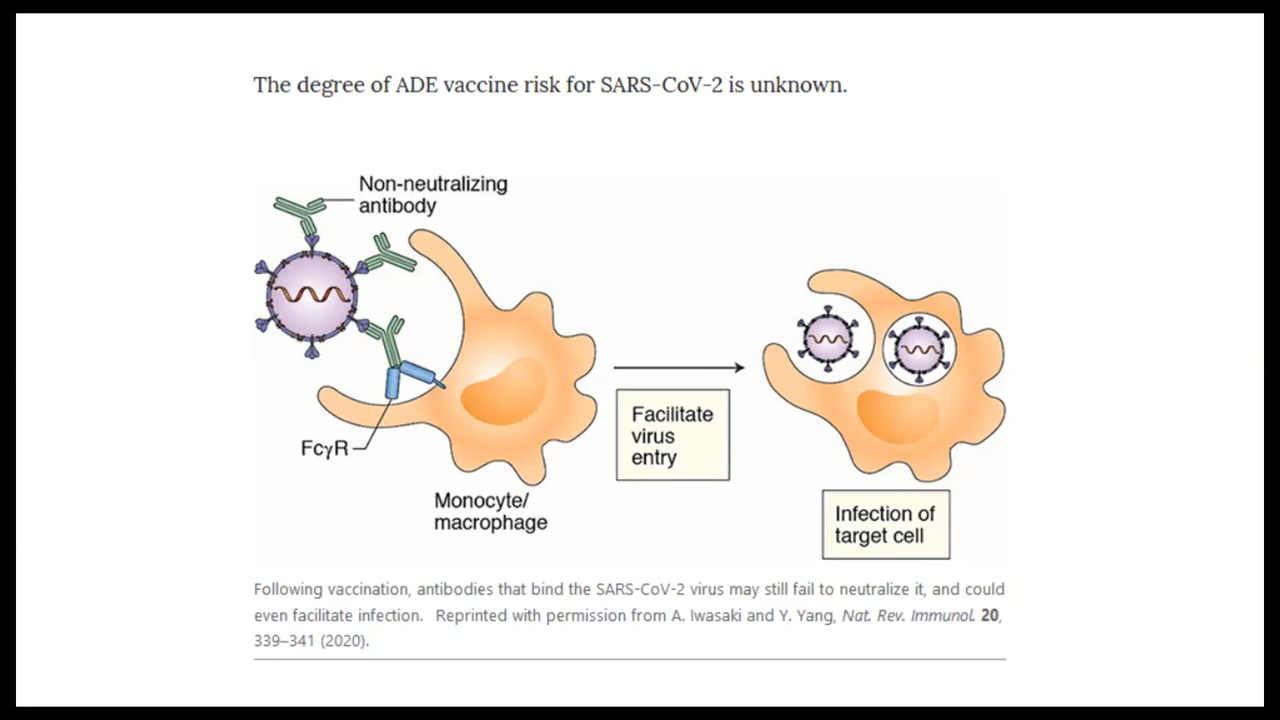 The degree of ADE vaccine risk for SARS-CoV-2 is unknown.
Non-neutralizing
antibody
FcγR
Monocyte/
macrophage
Facilitate
virus
entry
Infection of
target cell
Following vaccination, antibodies that bind the SARS-CoV-2 virus may still fail to neutralize it, and could
even facilitate infection. Reprinted with permission from A. Iwasaki and Y. Yang, Nat. Rev. Immunol. 20,
339–341 (2020).